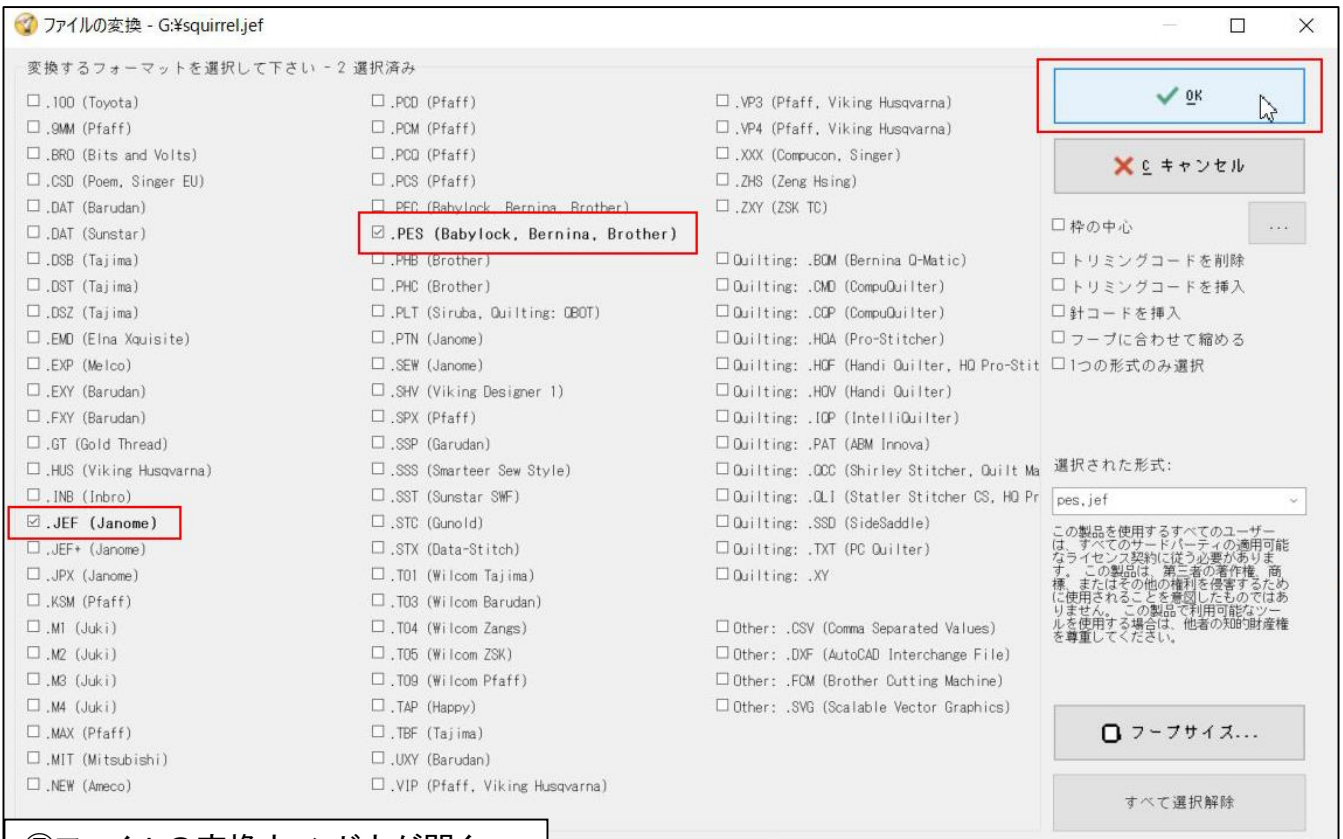 ファイルの変換 - G:¥squirrel.jef
変換するフォーマットを選択して下さい - 2 選択済み
.100 (Toyota)
.9MM (Pfaff)
.BRO (Bits and Volts)
.CSD (Poem, Singer EU)
.DAT (Barudan)
.DAT (Sunstar)
.DSB (Tajima)
.DST (Tajima)
.DSZ (Tajima)
.EMD (Elna Xquisite)
.EXP (Melco)
.EXY (Barudan)
.FXY (Barudan)
.GT (Gold Thread)
.HUS (Viking Husqvarna)
.INB (Inbro)
.JEF (Janome)
.JEF+ (Janome)
.JPX (Janome)
.KSM (Pfaff)
.M1 (Juki)
.M2 (Juki)
.M3 (Juki)
.M4 (Juki)
.MAX (Pfaff)
.MIT (Mitsubishi)
.NEW (Ameco)
.PCD (Pfaff)
.PCM (Pfaff)
.PCQ (Pfaff)
.PCS (Pfaff)
.PEC (Babylock, Bernina, Brother)
.PES (Babylock, Bernina, Brother)
.PHB (Brother)
.PHC (Brother)
.PLT (Siruba, Quilting: QBOT)
.PTN (Janome)
.SEW (Janome)
.SHV (Viking Designer 1)
.SPX (Pfaff)
.SSP (Garudan)
.SSS (Smarteer Sew Style)
.SST (Sunstar SWF)
.STC (Gunold)
.STX (Data-Stitch)
.T01 (Wilcom Tajima)
.T03 (Wilcom Barudan)
.T04 (Wilcom Zangs)
.T05 (Wilcom ZSK)
.T09 (Wilcom Pfaff)
.TAP (Happy)
.TBF (Tajima)
.UXY (Barudan)
.VIP (Pfaff, Viking Husqvarna)
.VP3 (Pfaff, Viking Husqvarna)
.VP4 (Pfaff, Viking Husqvarna)
.XXX (Compucon, Singer)
.ZHS (Zeng Hsing)
.ZXY (ZSK TC)
Quilting: .BQM (Bernina Q-Matic)
Quilting: .CMD (CompuQuilter)
Quilting: .CQP (CompuQuilter)
Quilting: .HQA (Pro-Stitcher)
Quilting: .HQF (Handi Quilter, HQ Pro-Stit
Quilting: .HQV (Handi Quilter)
Quilting: .IQP (IntelliQuilter)
Quilting: .PAT (ABM Innova)
Quilting: .QCC (Shirley Stitcher, Quilt Ma
Quilting: .QLI (Statler Stitcher CS, HQ Pr
Quilting: .SSD (SideSaddle)
Quilting: .TXT (PC Quilter)
Quilting: .XY
Other: .CSV (Comma Separated Values)
Other: .DXF (AutoCAD Interchange File)
Other: .FCM (Brother Cutting Machine)
Other: .SVG (Scalable Vector Graphics)
OK
C キャンセル
枠の中心
...
トリミングコードを削除
トリミングコードを挿入
針コードを挿入
フープに合わせて縮める
1つの形式のみ選択
選択された形式:
pes,jef
この製品を使用するすべてのユーザー
は、すべてのサードパーティの適用可能
なライセンス契約に従う必要がありま
す。 この製品は、第三者の著作権、商
標、またはその他の権利を侵害するため
に使用されることを意図したものではあ
りません。 この製品で利用可能なツー
ルを使用する場合は、他者の知的財産権
を尊重してください。
フープサイズ...
すべて選択解除